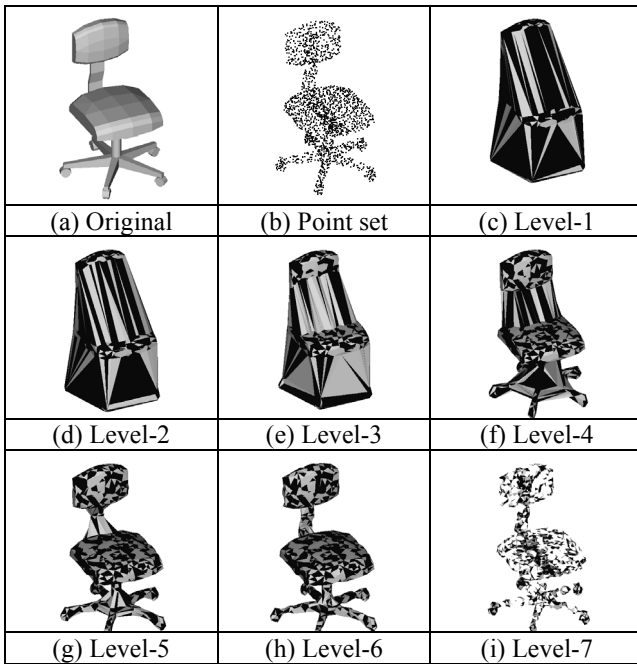 (a) Original
(b) Point set
(c) Level-1
(d) Level-2
(e) Level-3
(f) Level-4
(g) Level-5
(h) Level-6
(i) Level-7